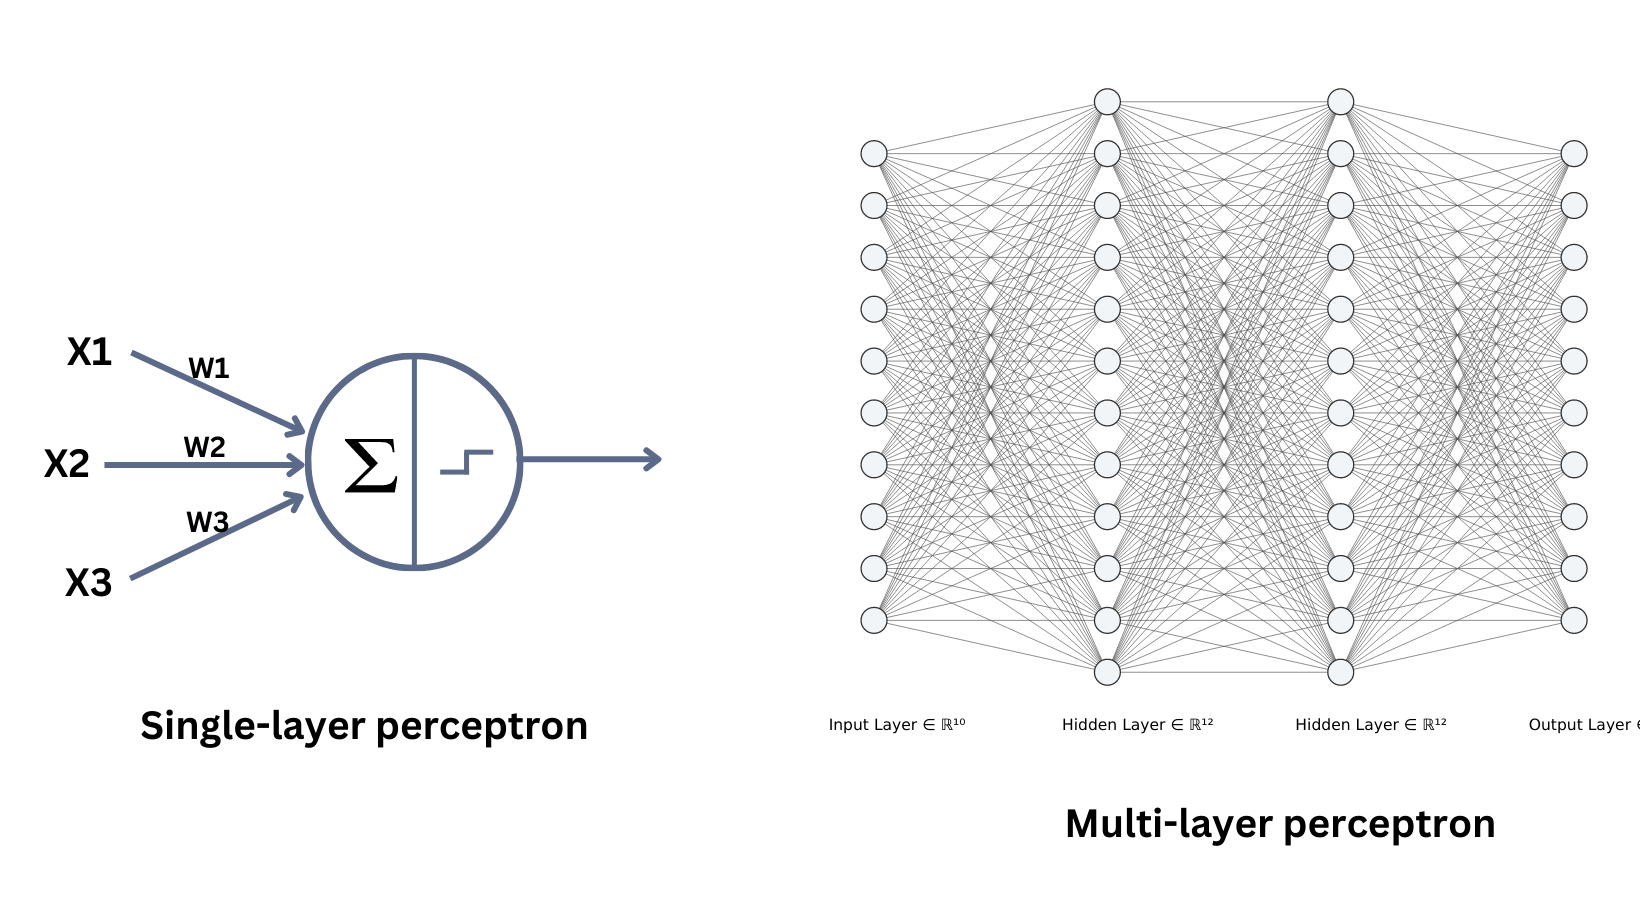 X1
W1
X2
W2
W3
X3
Σ
Single-layer perceptron
Input Layer ∈ ℝ¹⁰
Hidden Layer ∈ ℝ¹²
Hidden Layer ∈ ℝ¹²
Output Layer ∈
Multi-layer perceptron